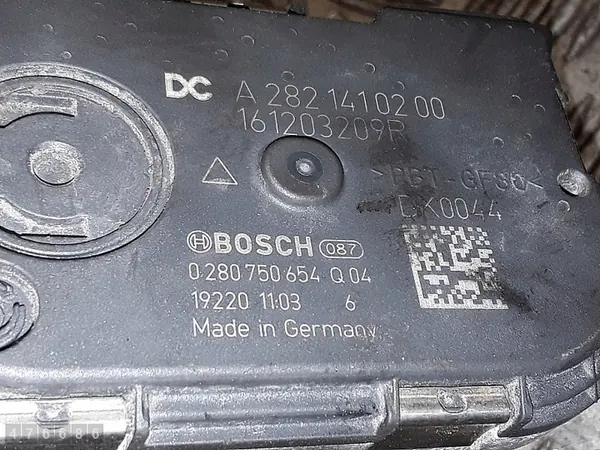 DC A 282 141 02 00
161203209R
>PBT-GF30<
DK0044
BOSCH 087
0 280 750 654 Q 04
19220 11:03 6
Made in Germany
470680